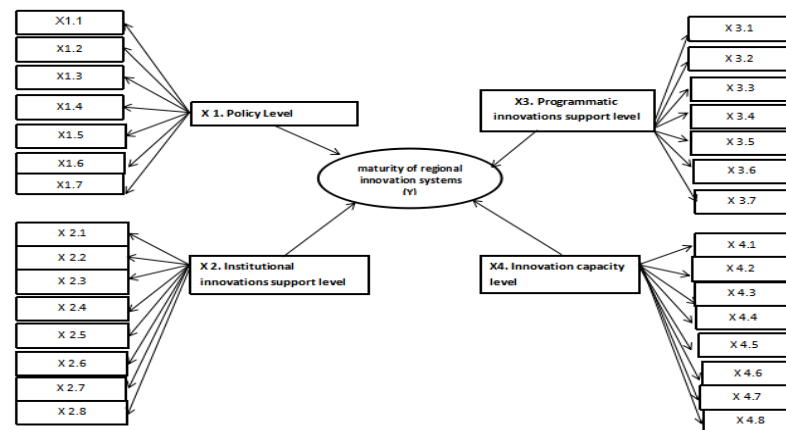 X1.1
X1.2
X1.3
X1.4
X1.5
X1.6
X1.7
X 1. Policy Level
X 2.1
X 2.2
X 2.3
X 2.4
X 2.5
X 2.6
X 2.7
X 2.8
X 2. Institutional
innovations support level
maturity of regional
innovation systems
(Y)
X3. Programmatic
innovations support level
X 3.1
X 3.2
X 3.3
X 3.4
X 3.5
X 3.6
X 3.7
X4. Innovation capacity
level
X 4.1
X 4.2
X 4.3
X 4.4
X 4.5
X 4.6
X 4.7
X 4.8